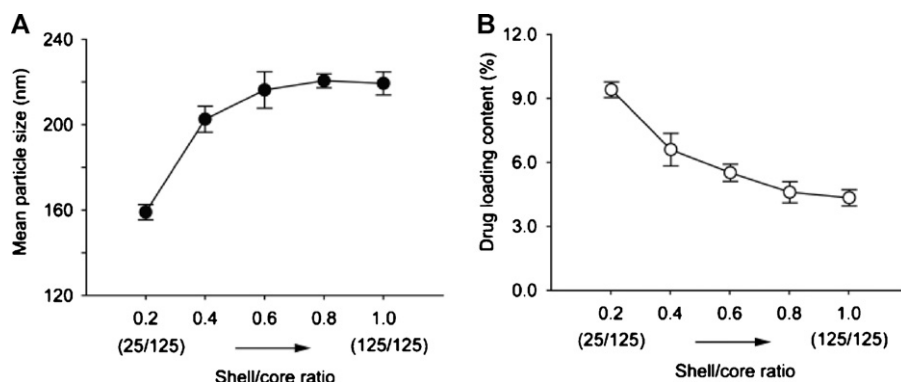 A
Mean particle size (nm)
240
200
160
120
0.2 0.4 0.6 0.8 1.0
(25/125) (125/125)
Shell/core ratio
B
Drug loading content (%)
12.0
9.0
6.0
3.0
0.0
0.2 0.4 0.6 0.8 1.0
(25/125) (125/125)
Shell/core ratio